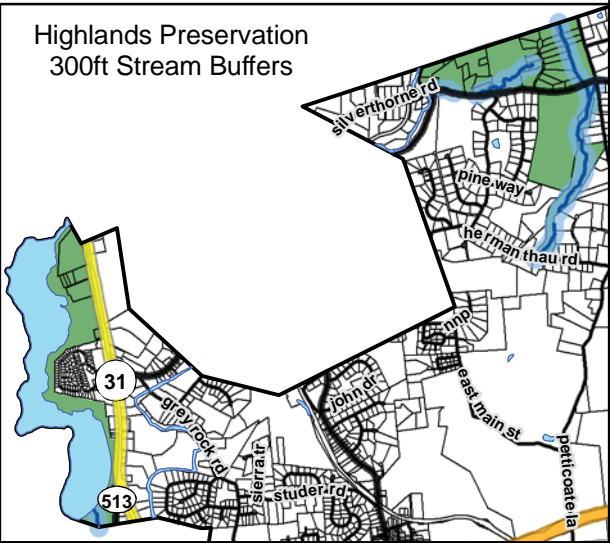 Highlands Preservation
300ft Stream Buffers
silverthorne rd
pine way
herman thau rd
nnp
31
john dr
grey rock rd
east main st
sierra tr
petticoate la
studer rd
513